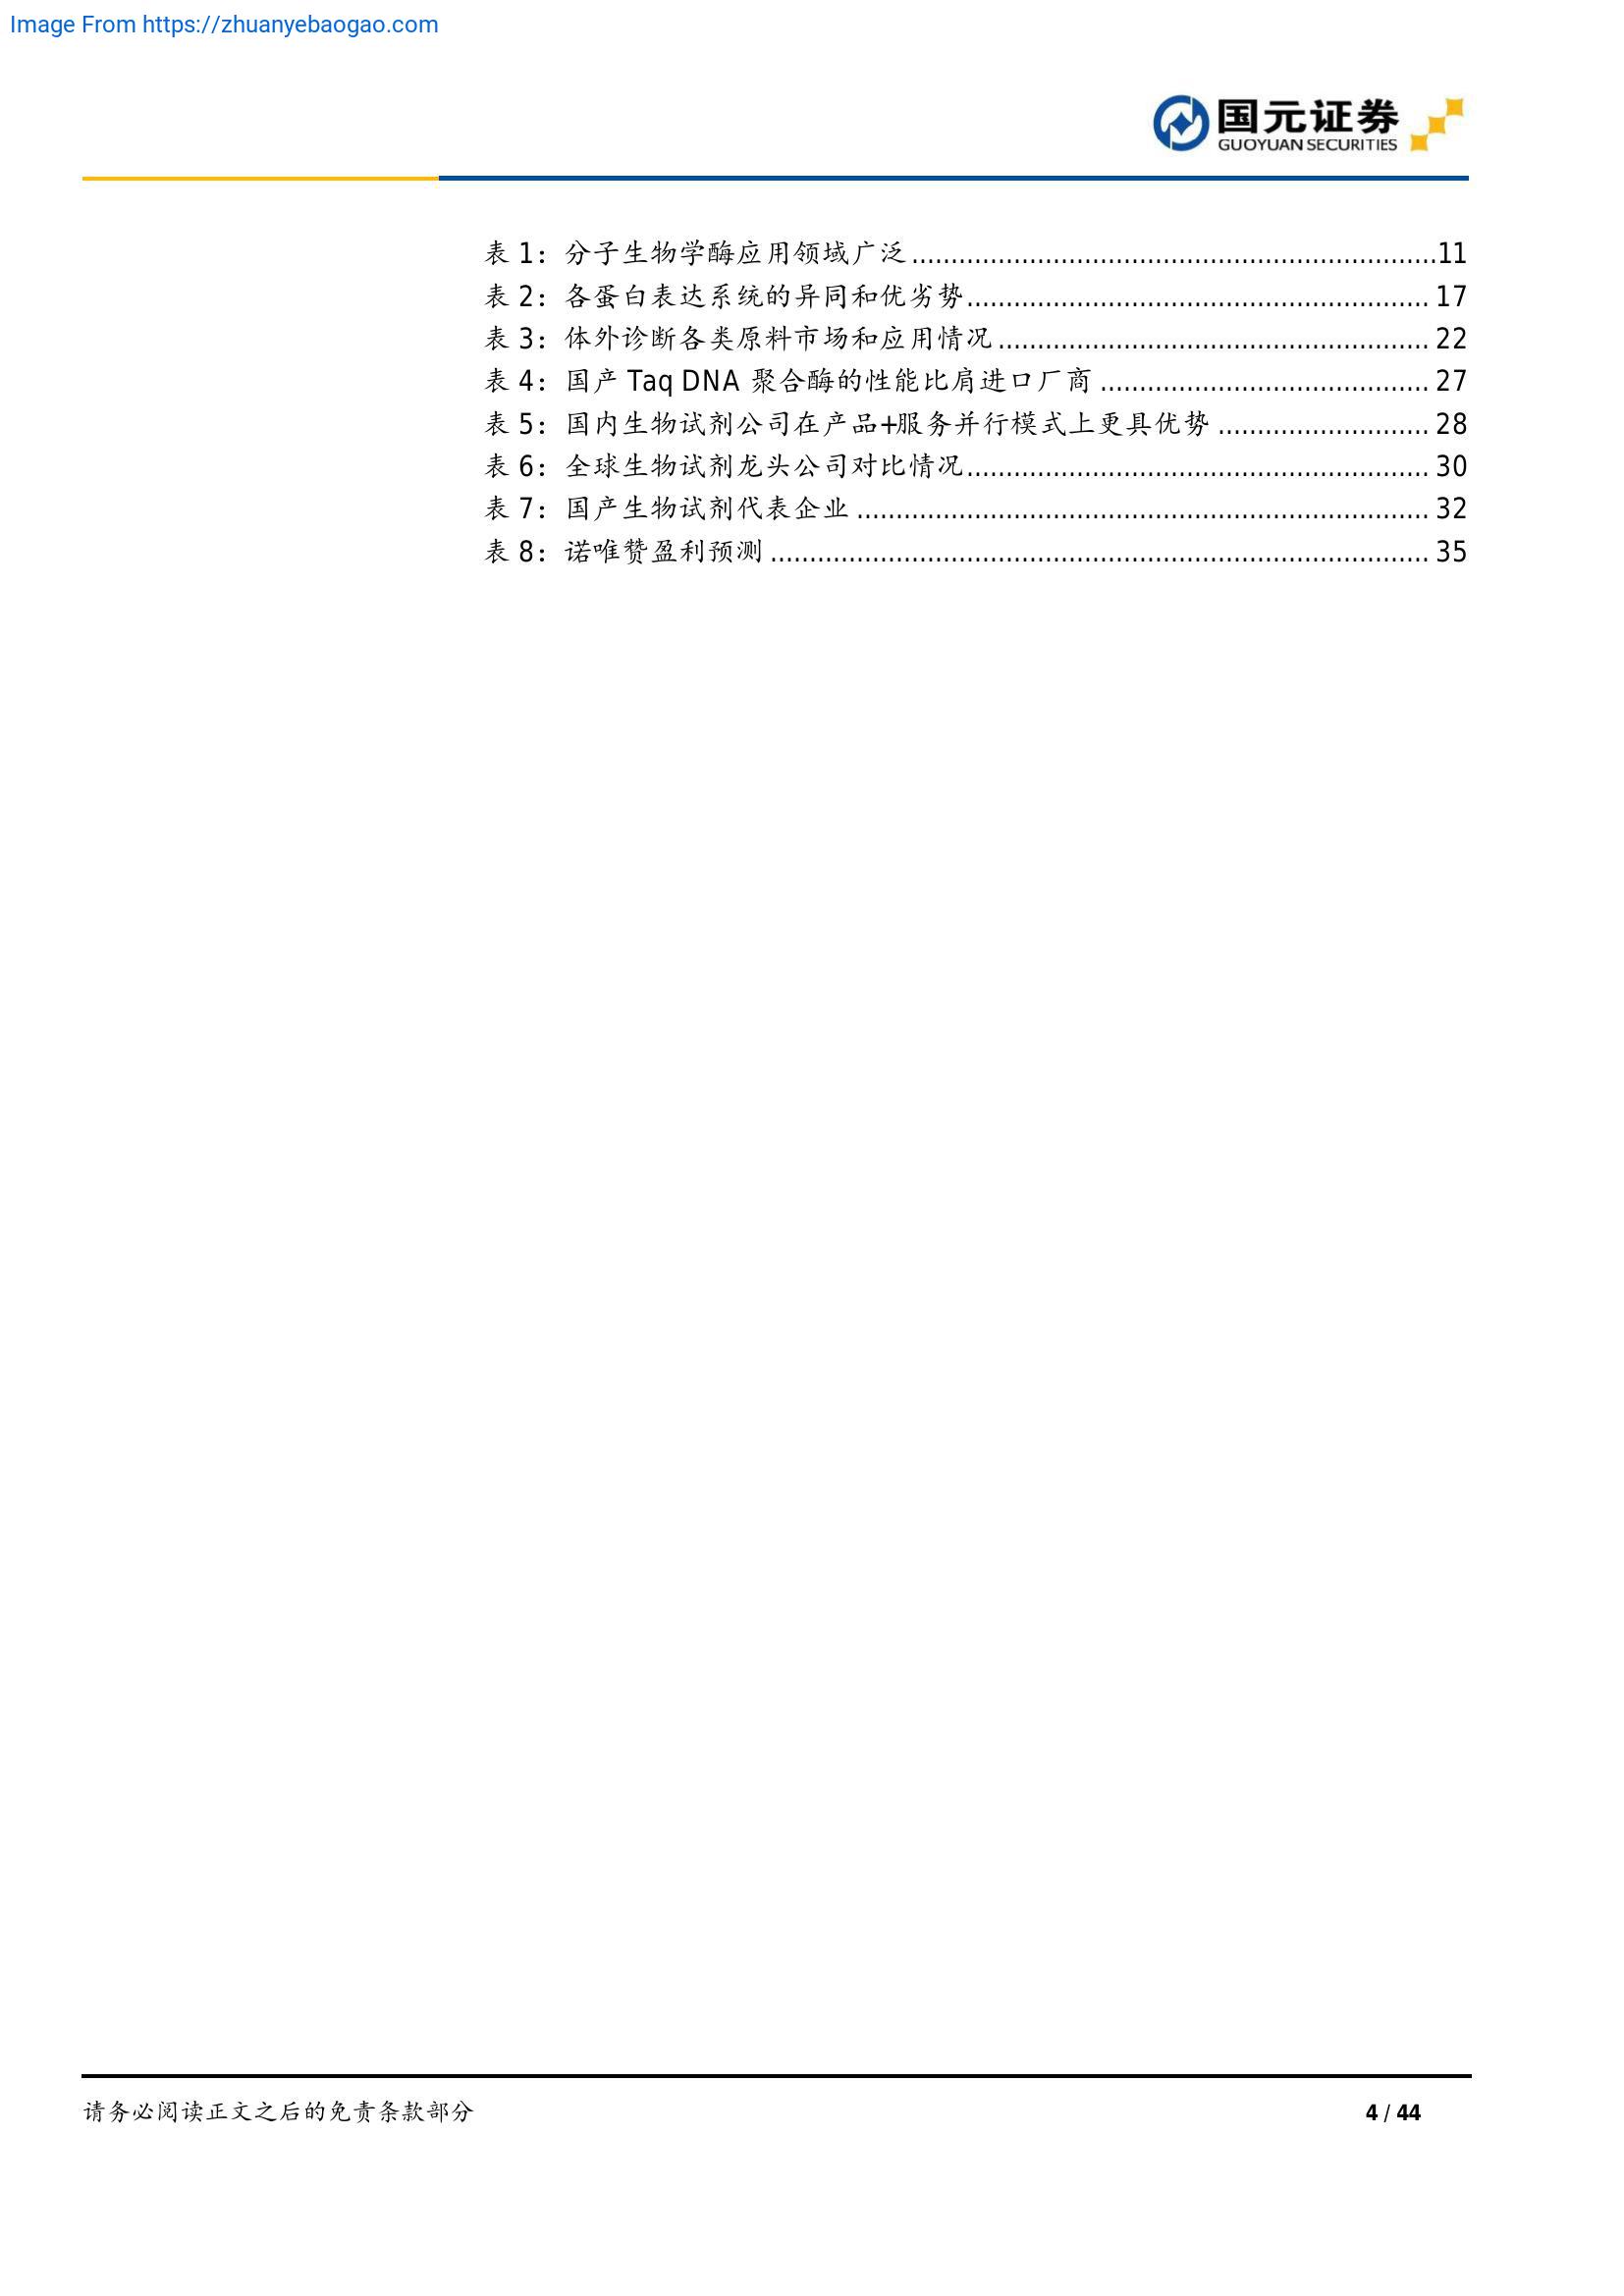 Image From https://zhuanyebaogao.com
国元证券
GUOYUAN SECURITIES
表 1：分子生物学酶应用领域广泛..................................................................11
表 2：各蛋白表达系统的异同和优劣势.......................................................... 17
表 3：体外诊断各类原料市场和应用情况...................................................... 22
表 4：国产 Taq DNA 聚合酶的性能比肩进口厂商......................................... 27
表 5：国内生物试剂公司在产品+服务并行模式上更具优势.......................... 28
表 6：全球生物试剂龙头公司对比情况.......................................................... 30
表 7：国产生物试剂代表企业........................................................................ 32
表 8：诺唯赞盈利预测................................................................................... 35
请务必阅读正文之后的免责条款部分
4 / 44